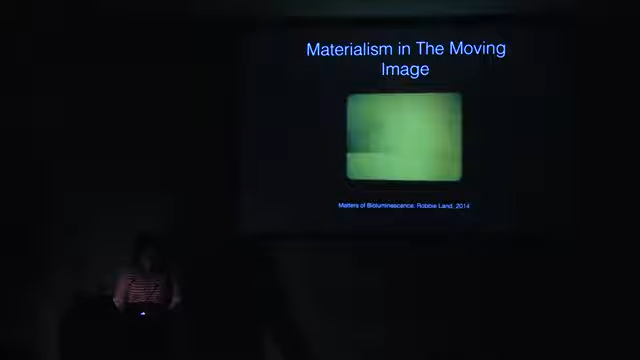 Materialism in The Moving
Image
Matters of Bioluminescence, Robbie Land, 2014